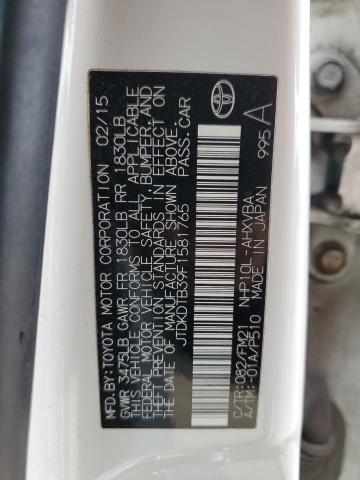 MFD.BY:TOYOTA MOTOR CORPORATION 02/15
GVWR 3475LB GAWR FR 1830LB RR 1830LB
THIS VEHICLE CONFORMS TO ALL APPLICABLE
FEDERAL MOTOR VEHICLE SAFETY, BUMPER, AND
THEFT PREVENTION STANDARDS IN EFFECT ON
THE DATE OF MANUFACTURE SHOWN ABOVE.
JTDKDTB39F1581765 PASS.CAR
NHP10L-AHXVBA
C/TR:082/FM21 MADE IN JAPAN
A/TM:-01A/P510 995 A